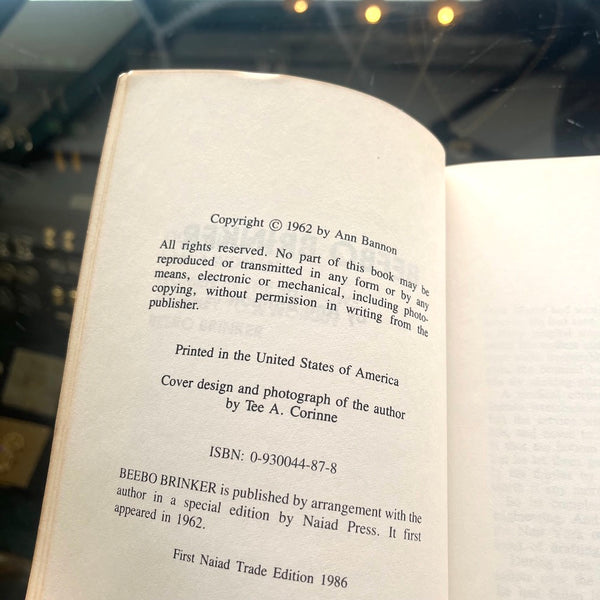 Copyright © 1962 by Ann Bannon
All rights reserved. No part of this book may be
reproduced or transmitted in any form or by any
means, electronic or mechanical, including photo-
copying, without permission in writing from the
publisher.
Printed in the United States of America
Cover design and photograph of the author
by Tee A. Corinne
ISBN: 0-930044-87-8
BEEBO BRINKER is published by arrangement with the
author in a special edition by Naiad Press. It first
appeared in 1962.
First Naiad Trade Edition 1986